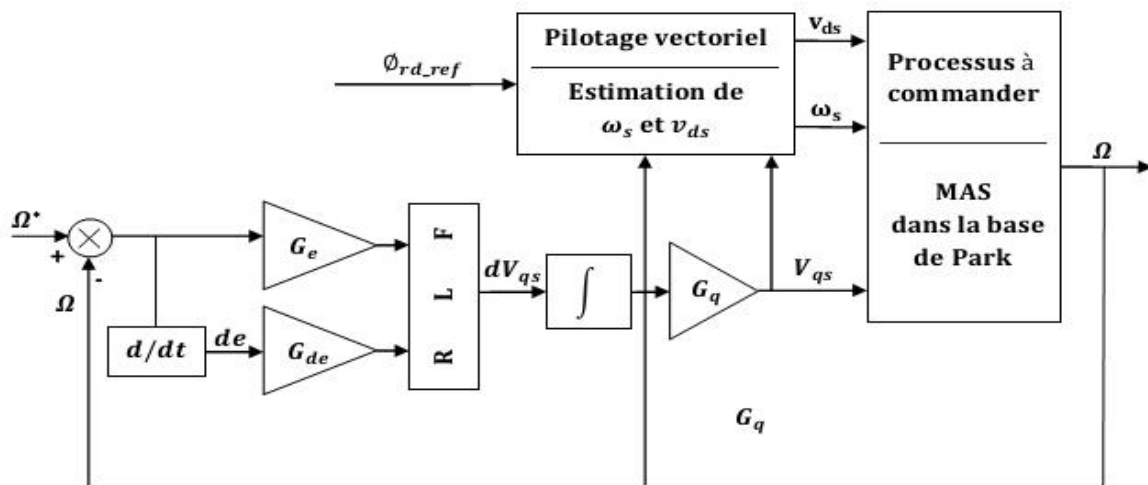 Pilotage vectoriel
Estimation de
ω_s et v_ds
∅_rd_ref
v_ds
ω_s
Processus à
commander
MAS
dans la base
de Park
Ω
Ω*
+
-
Ω
G_e
d/dt
de
G_de
R L F
dV_qs
∫
G_q
V_qs
G_q